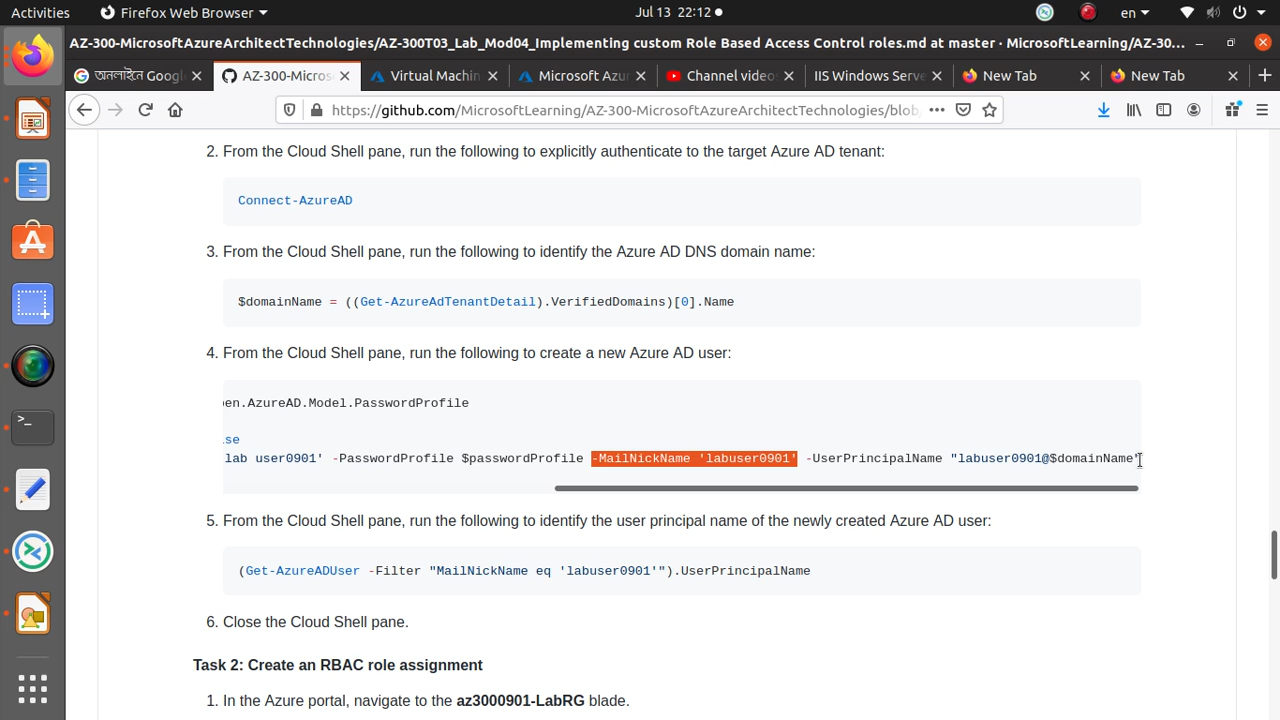 Activities
Firefox Web Browser
Jul 13 22:12
en
AZ-300-MicrosoftAzureArchitectTechnologies/AZ-300T03_Lab_Mod04_Implementing custom Role Based Access Control roles.md at master · MicrosoftLearning/AZ-30...
অনলাইনে Googl
AZ-300-Micros
Virtual Machin
Microsoft Azu
Channel video
IIS Windows Serve
New Tab
New Tab
https://github.com/MicrosoftLearning/AZ-300-MicrosoftAzureArchitectTechnologies/blob
2. From the Cloud Shell pane, run the following to explicitly authenticate to the target Azure AD tenant:
Connect-AzureAD
3. From the Cloud Shell pane, run the following to identify the Azure AD DNS domain name:
$domainName = ((Get-AzureAdTenantDetail).VerifiedDomains)[0].Name
4. From the Cloud Shell pane, run the following to create a new Azure AD user:
en.AzureAD.Model.PasswordProfile
se
lab user0901' -PasswordProfile $passwordProfile -MailNickName 'labuser0901' -UserPrincipalName "labuser0901@$domainName"
5. From the Cloud Shell pane, run the following to identify the user principal name of the newly created Azure AD user:
(Get-AzureADUser -Filter "MailNickName eq 'labuser0901'").UserPrincipalName
6. Close the Cloud Shell pane.
Task 2: Create an RBAC role assignment
1. In the Azure portal, navigate to the az3000901-LabRG blade.